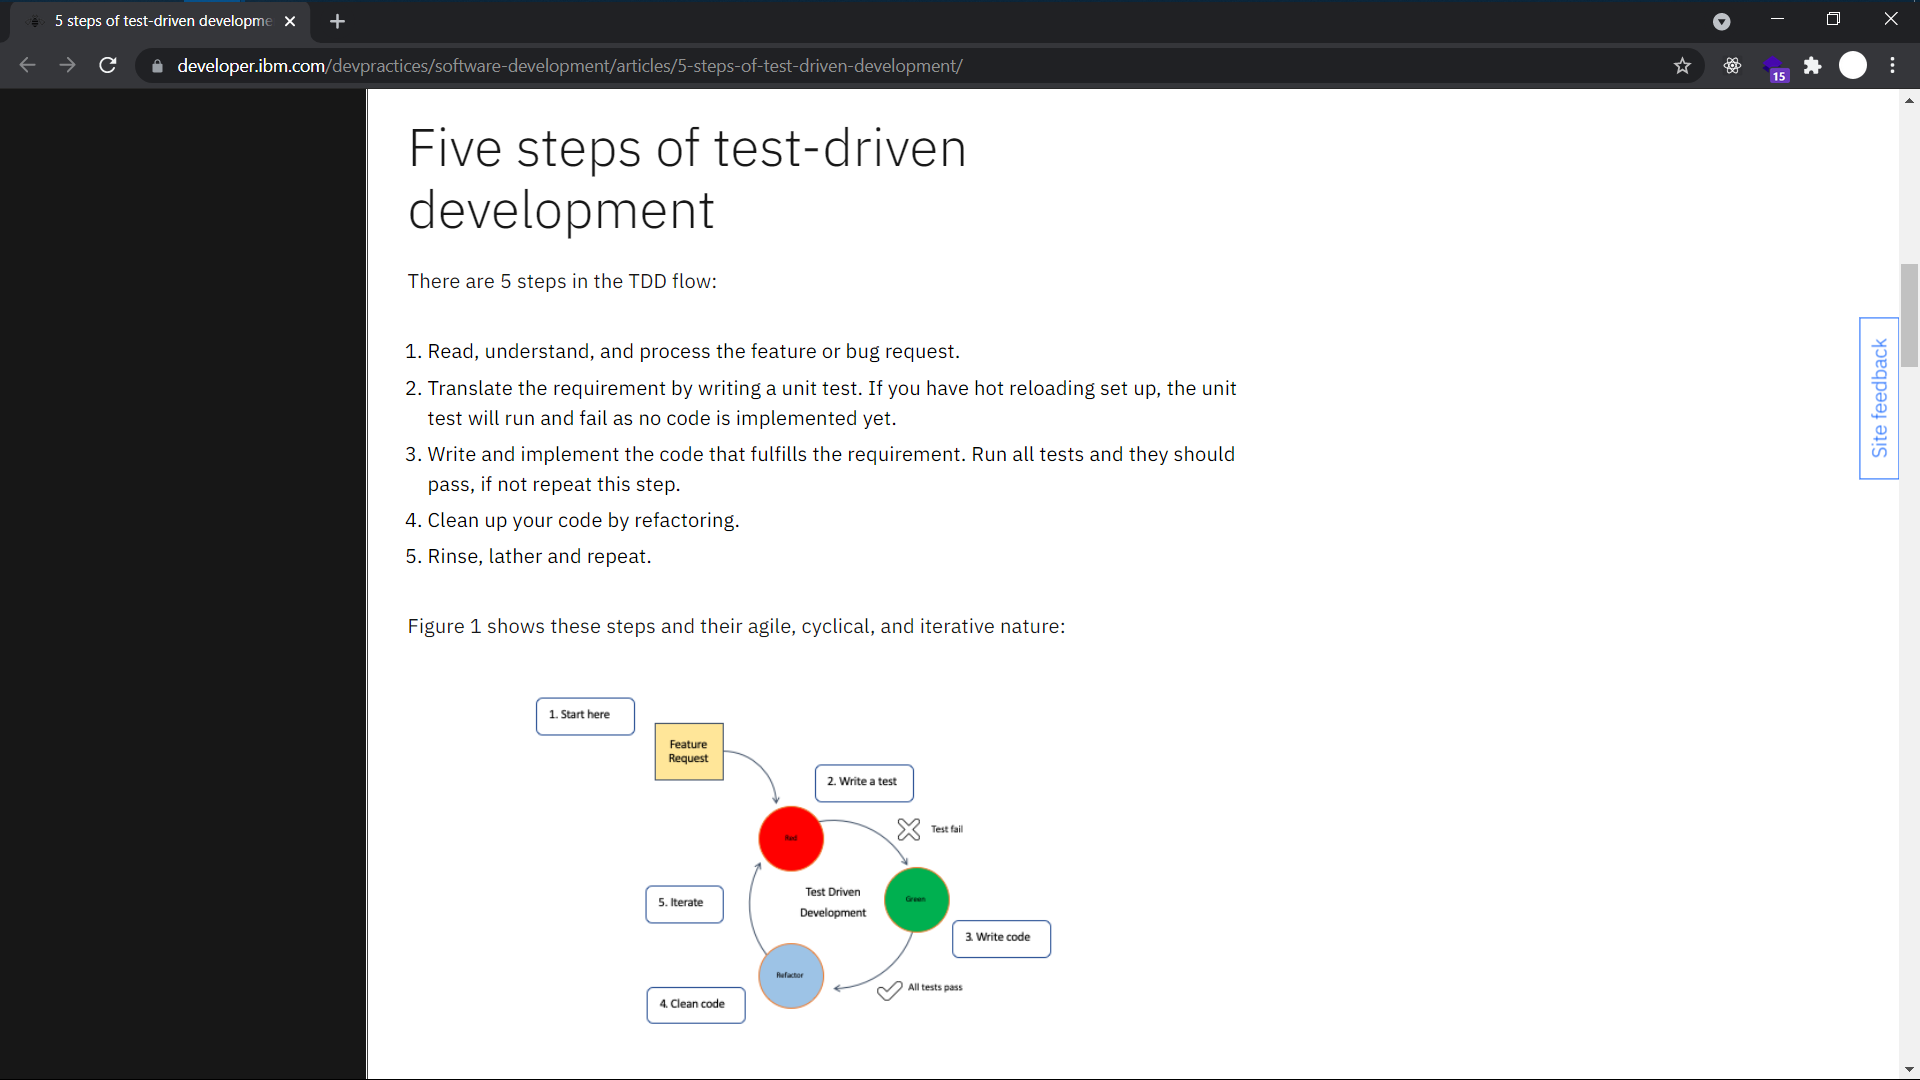 5 steps of test-driven developme
developer.ibm.com/devpractices/software-development/articles/5-steps-of-test-driven-development/
15
Five steps of test-driven
development
There are 5 steps in the TDD flow:
1. Read, understand, and process the feature or bug request.
2. Translate the requirement by writing a unit test. If you have hot reloading set up, the unit
test will run and fail as no code is implemented yet.
3. Write and implement the code that fulfills the requirement. Run all tests and they should
pass, if not repeat this step.
4. Clean up your code by refactoring.
5. Rinse, lather and repeat.
Figure 1 shows these steps and their agile, cyclical, and iterative nature:
Site feedback
1. Start here
Feature
Request
2. Write a test
Test fail
Red
Test Driven
Development
Green
5. Iterate
3. Write code
Refactor
All tests pass
4. Clean code